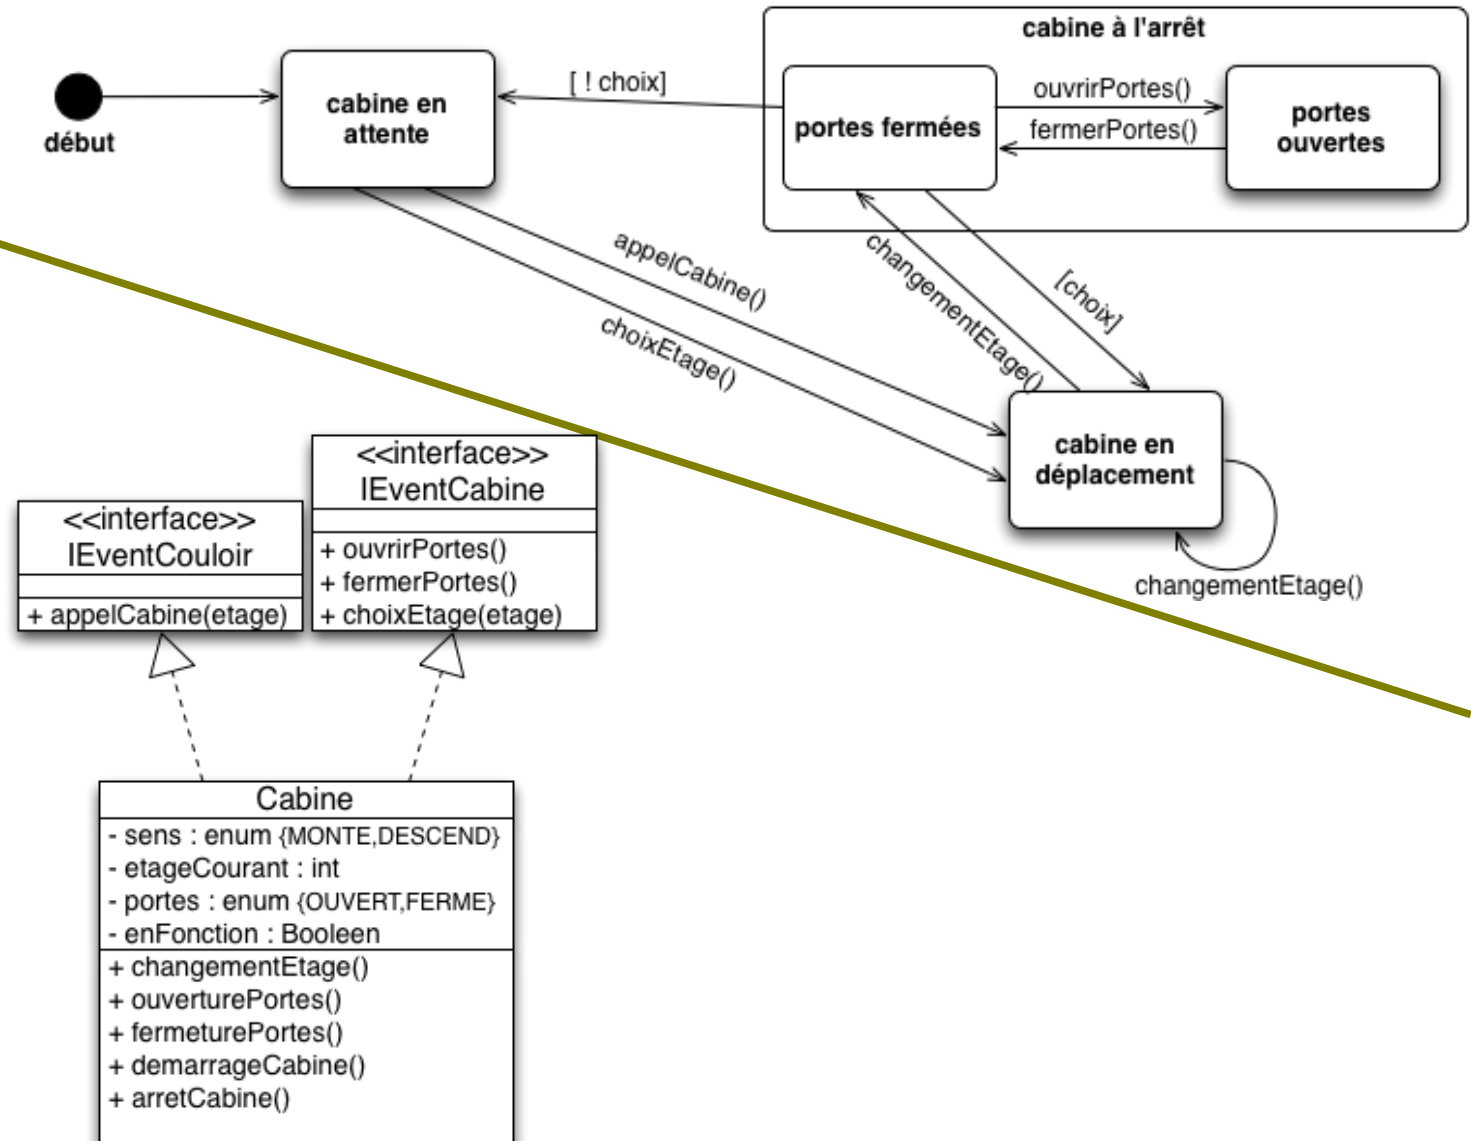 cabine à l'arrêt
début
cabine en
attente
[ ! choix]
portes fermées
ouvrirPortes()
fermerPortes()
portes
ouvertes
appelCabine()
choixEtage()
changementEtage()
[choix]
cabine en
déplacement
changementEtage()
<<interface>>
IEventCouloir
+ appelCabine(etage)
<<interface>>
IEventCabine
+ ouvrirPortes()
+ fermerPortes()
+ choixEtage(etage)
Cabine
- sens : enum {MONTE,DESCEND}
- etageCourant : int
- portes : enum {OUVERT,FERME}
- enFonction : Booleen
+ changementEtage()
+ ouverturePortes()
+ fermeturePortes()
+ demarrageCabine()
+ arretCabine()